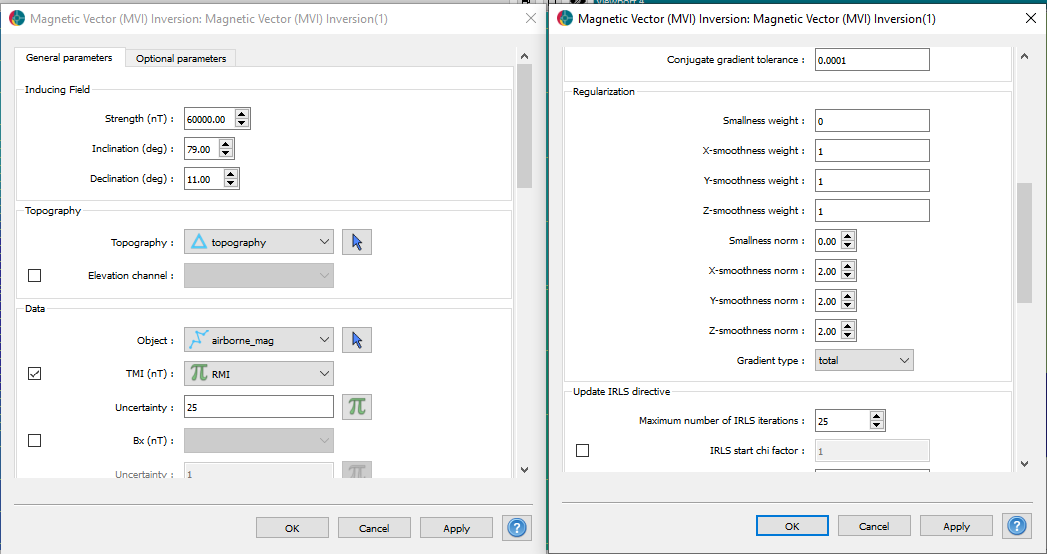 Magnetic Vector (MVI) Inversion: Magnetic Vector (MVI) Inversion(1)
General parameters
Optional parameters
Inducing Field
Strength (nT) : 60000.00
Inclination (deg) : 79.00
Declination (deg) : 11.00
Topography
Topography : topography
Elevation channel :
Data
Object : airborne_mag
TMI (nT) : RMI
Uncertainty : 25
Bx (nT) :
Uncertainty : 1
OK
Cancel
Apply
Viewport 4
Magnetic Vector (MVI) Inversion: Magnetic Vector (MVI) Inversion(1)
Conjugate gradient tolerance : 0.0001
Regularization
Smallness weight : 0
X-smoothness weight : 1
Y-smoothness weight : 1
Z-smoothness weight : 1
Smallness norm : 0.00
X-smoothness norm : 2.00
Y-smoothness norm : 2.00
Z-smoothness norm : 2.00
Gradient type : total
Update IRLS directive
Maximum number of IRLS iterations : 25
IRLS start chi factor : 1
OK
Cancel
Apply